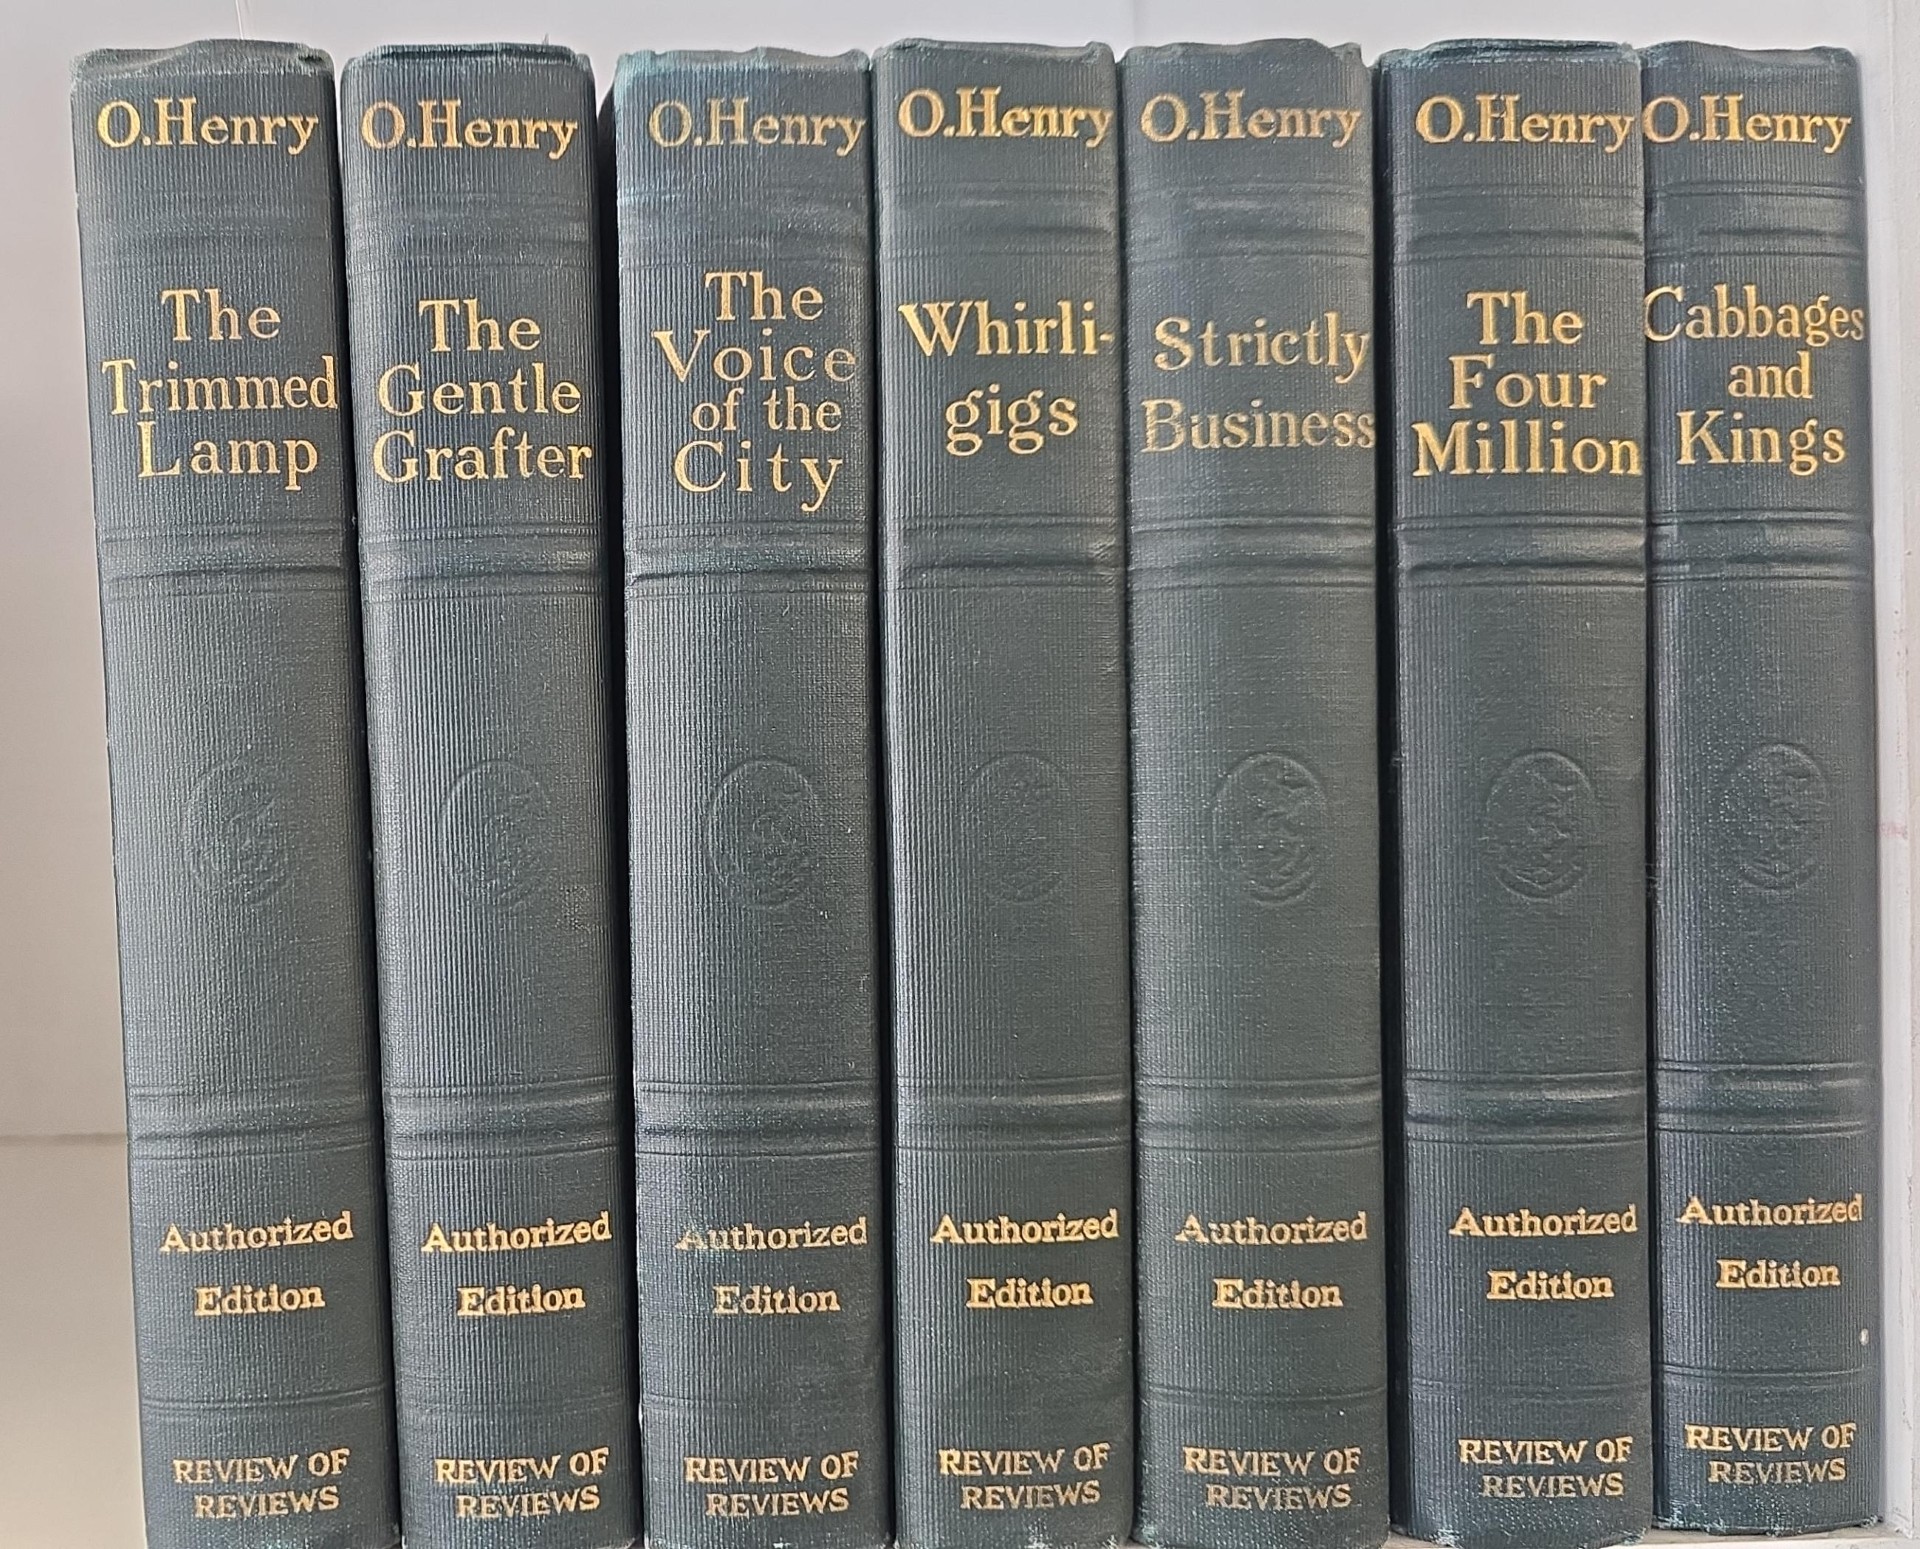 O.Henry
The
Trimmed
Lamp
Authorized
Edition
REVIEW OF
REVIEWS
O.Henry
The
Gentle
Grafter
Authorized
Edition
REVIEW OF
REVIEWS
O.Henry
The
Voice
of the
City
Authorized
Edition
REVIEW OF
REVIEWS
O.Henry
Whirli-
gigs
Authorized
Edition
REVIEW OF
REVIEWS
O.Henry
Strictly
Business
Authorized
Edition
REVIEW OF
REVIEWS
O.Henry
The
Four
Million
Authorized
Edition
REVIEW OF
REVIEWS
O.Henry
Cabbages
and
Kings
Authorized
Edition
REVIEW OF
REVIEWS